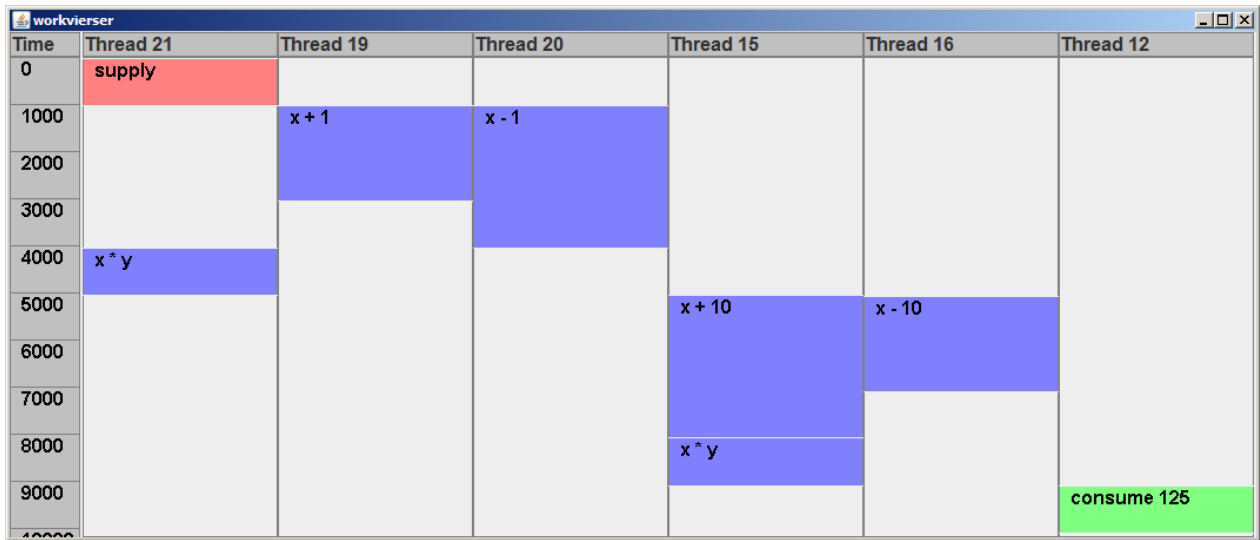 workvierser
Time Thread 21 Thread 19 Thread 20 Thread 15 Thread 16 Thread 12
0 supply
1000 x + 1 x - 1
2000
3000
4000 x * y
5000 x + 10 x - 10
6000
7000
8000 x * y
9000 consume 125